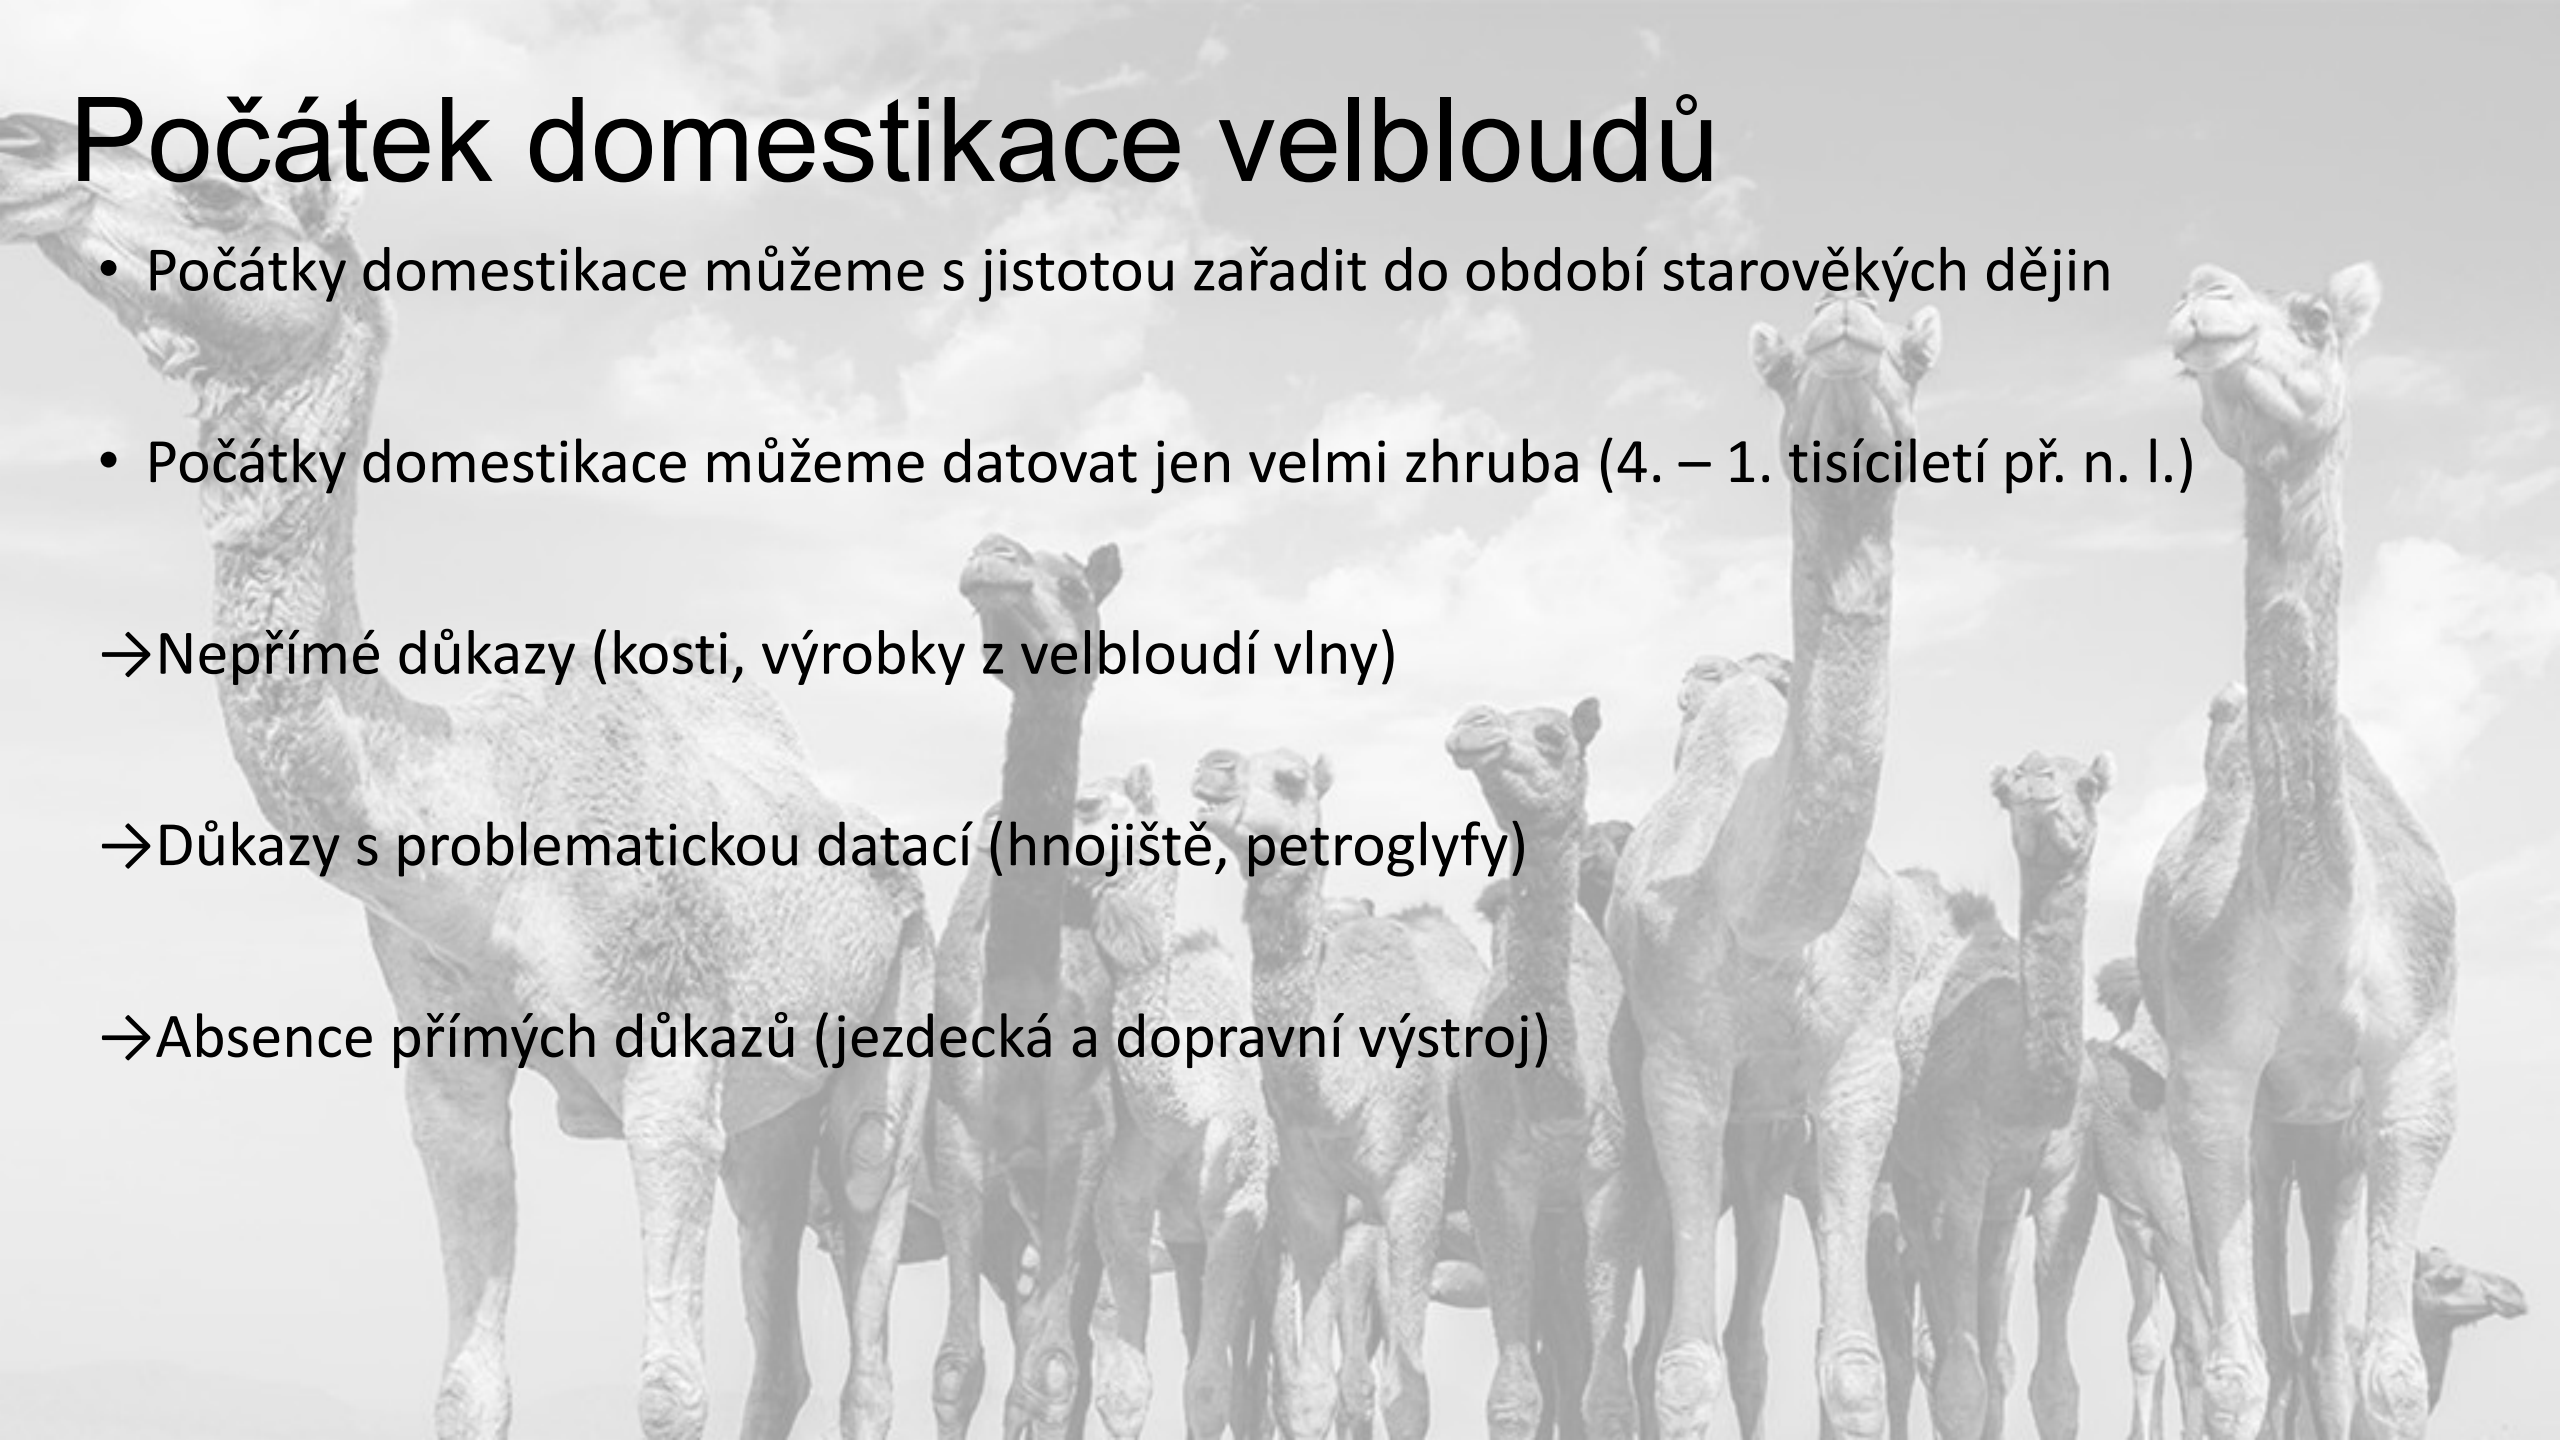 Počátek domestikace velbloudů
• Počátky domestikace můžeme s jistotou zařadit do období starověkých dějin
• Počátky domestikace můžeme datovat jen velmi zhruba (4. – 1. tisíciletí př. n. l.)
→Nepřímé důkazy (kosti, výrobky z velbloudí vlny)
→Důkazy s problematickou datací (hnojiště, petroglyfy)
→Absence přímých důkazů (jezdecká a dopravní výstroj)